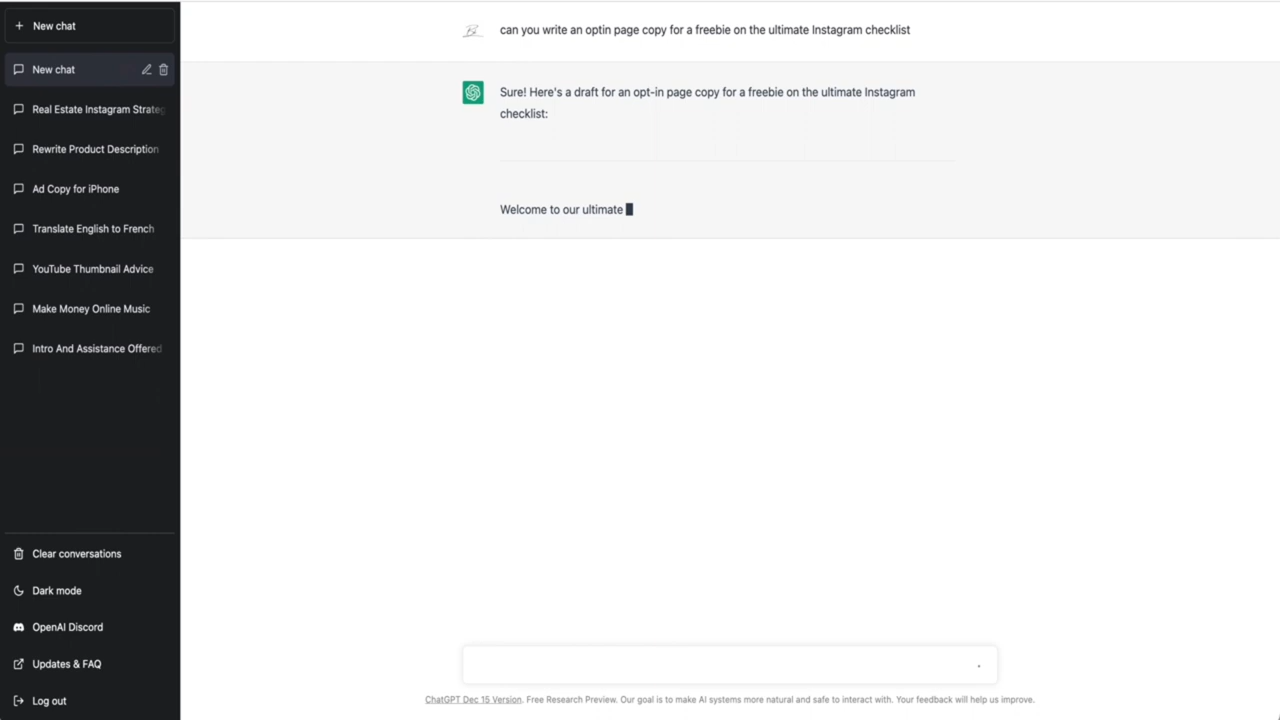 New chat
New chat
Real Estate Instagram Strateg
Rewrite Product Description
Ad Copy for iPhone
Translate English to French
YouTube Thumbnail Advice
Make Money Online Music
Intro And Assistance Offered
Clear conversations
Dark mode
OpenAI Discord
Updates & FAQ
Log out
can you write an optin page copy for a freebie on the ultimate Instagram checklist
Sure! Here's a draft for an opt-in page copy for a freebie on the ultimate Instagram
checklist:
Welcome to our ultimate
ChatGPT Dec 15 Version. Free Research Preview. Our goal is to make AI systems more natural and safe to interact with. Your feedback will help us improve.